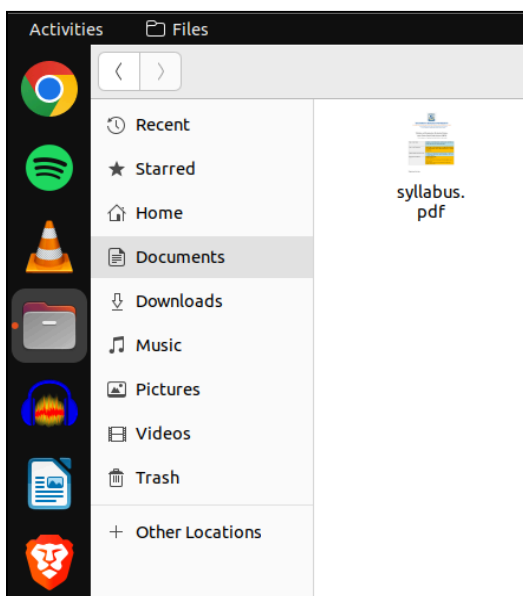 Activities Files
Recent
Starred
Home
Documents
Downloads
Music
Pictures
Videos
Trash
Other Locations
syllabus.
pdf